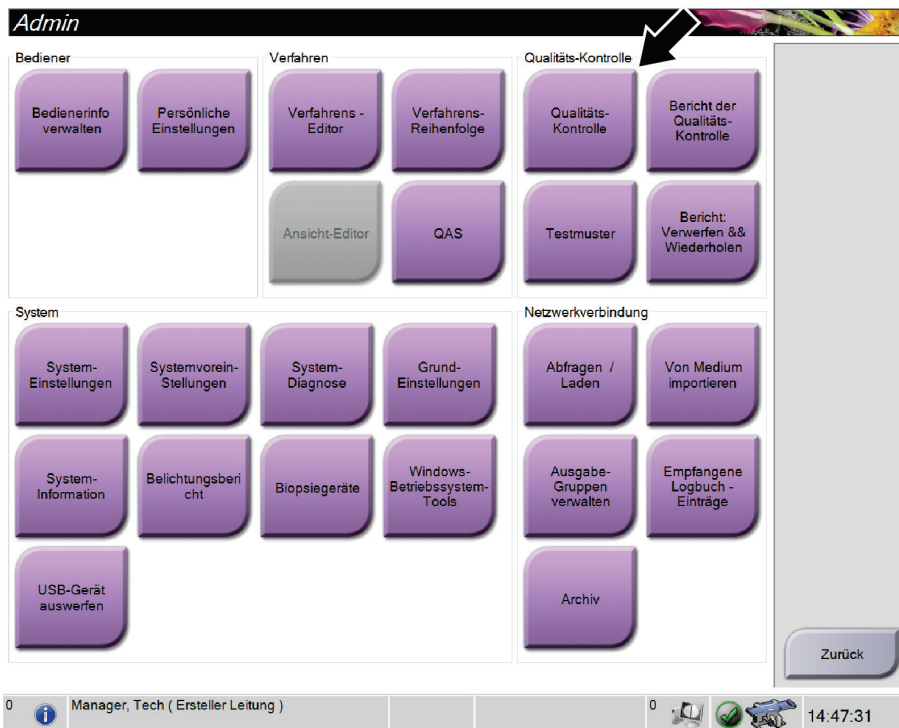 Admin
Bediener
Bedienerinfo
verwalten
Persönliche
Einstellungen
Verfahren
Verfahrens -
Editor
Verfahrens-
Reihenfolge
Ansicht-Editor
QAS
Qualitäts-Kontrolle
Qualitäts-
Kontrolle
Bericht der
Qualitäts-
Kontrolle
Testmuster
Bericht:
Verwerfen &&
Wiederholen
System
System-
Einstellungen
Systemvorein-
Stellungen
System-
Diagnose
Grund-
Einstellungen
System-
Information
Belichtungsberi
cht
Biopsiegeräte
Windows-
Betriebssystem-
Tools
USB-Gerät
auswerfen
Netzwerkverbindung
Abfragen /
Laden
Von Medium
importieren
Ausgabe-
Gruppen
verwalten
Empfangene
Logbuch -
Einträge
Archiv
Zurück
0
Manager, Tech ( Ersteller Leitung )
0
14:47:31